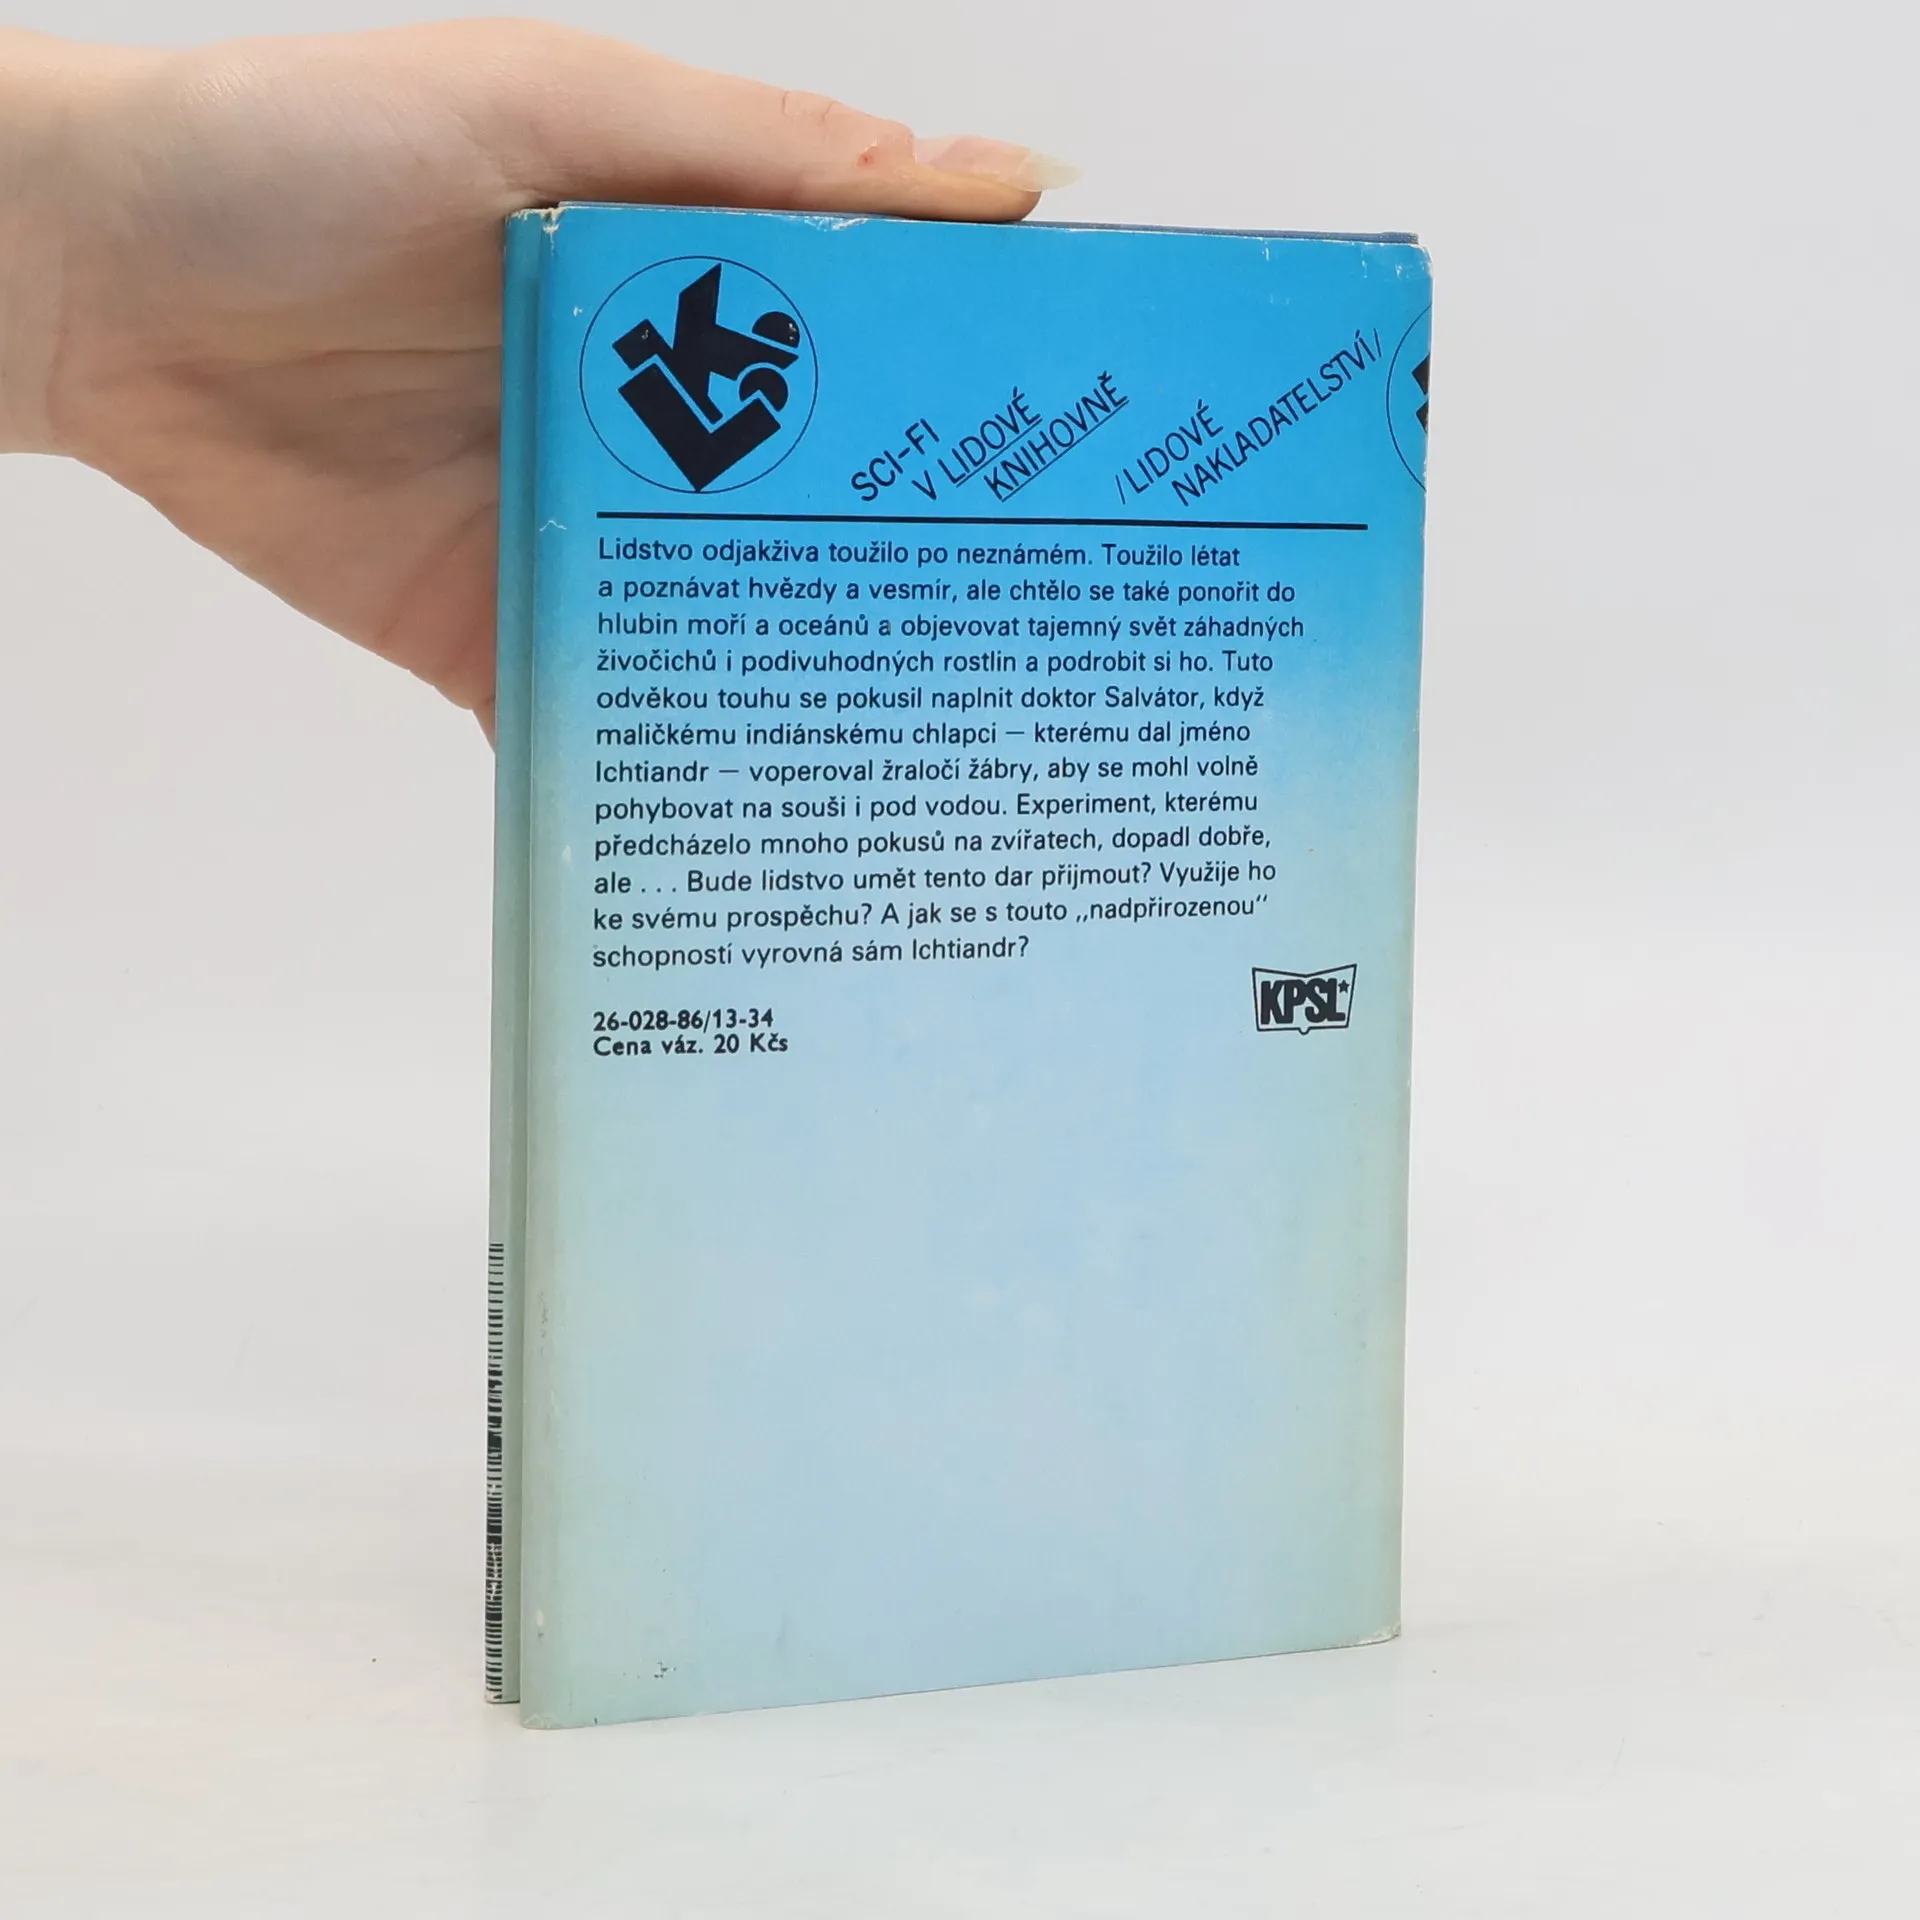 L.K.
SCI-FI
V LIDOVÉ
KNIHOVNĚ
/LIDOVÉ
NAKLADATELSTVÍ/
Lidstvo odjakživa toužilo po neznámém. Toužilo létat
a poznávat hvězdy a vesmír, ale chtělo se také ponořit do
hlubin moří a oceánů a objevovat tajemný svět záhadných
živočichů i podivuhodných rostlin a podrobit si ho. Tuto
odvěkou touhu se pokusil naplnit doktor Salvátor, když
maličkému indiánskému chlapci — kterému dal jméno
Ichtiandr — voperoval žraločí žábry, aby se mohl volně
pohybovat na souši i pod vodou. Experiment, kterému
předcházelo mnoho pokusů na zvířatech, dopadl dobře,
ale . . . Bude lidstvo umět tento dar přijmout? Využije ho
ke svému prospěchu? A jak se s touto „nadpřirozenou“
schopností vyrovná sám Ichtiandr?
KPSL
26-028-86/13-34
Cena váz. 20 Kčs